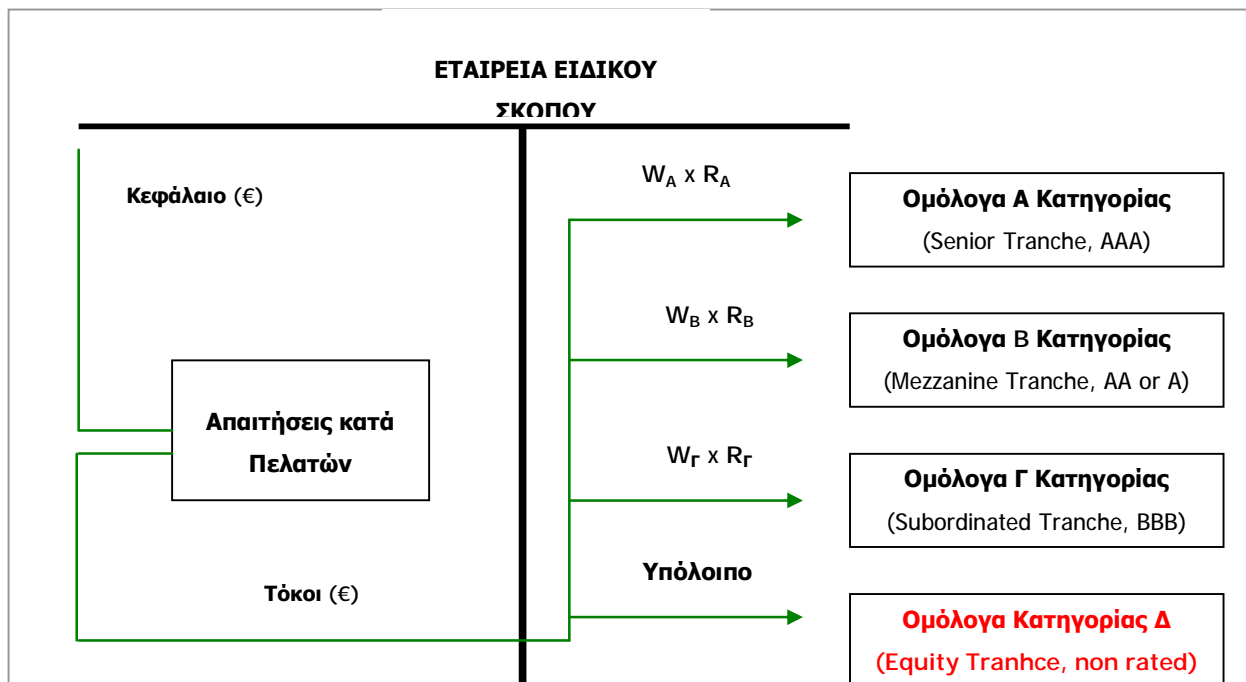 ΕΤΑΙΡΕΙΑ ΕΙΔΙΚΟΥ
ΣΚΟΠΟΥ
Κεφάλαιο (€)
W_A x R_A
Ομόλογα Α Κατηγορίας
(Senior Tranche, AAA)
W_B x R_B
Ομόλογα Β Κατηγορίας
(Mezzanine Tranche, AA or A)
Απαιτήσεις κατά
Πελατών
W_Γ x R_Γ
Ομόλογα Γ Κατηγορίας
(Subordinated Tranche, BBB)
Τόκοι (€)
Υπόλοιπο
Ομόλογα Κατηγορίας Δ
(Equity Tranhce, non rated)